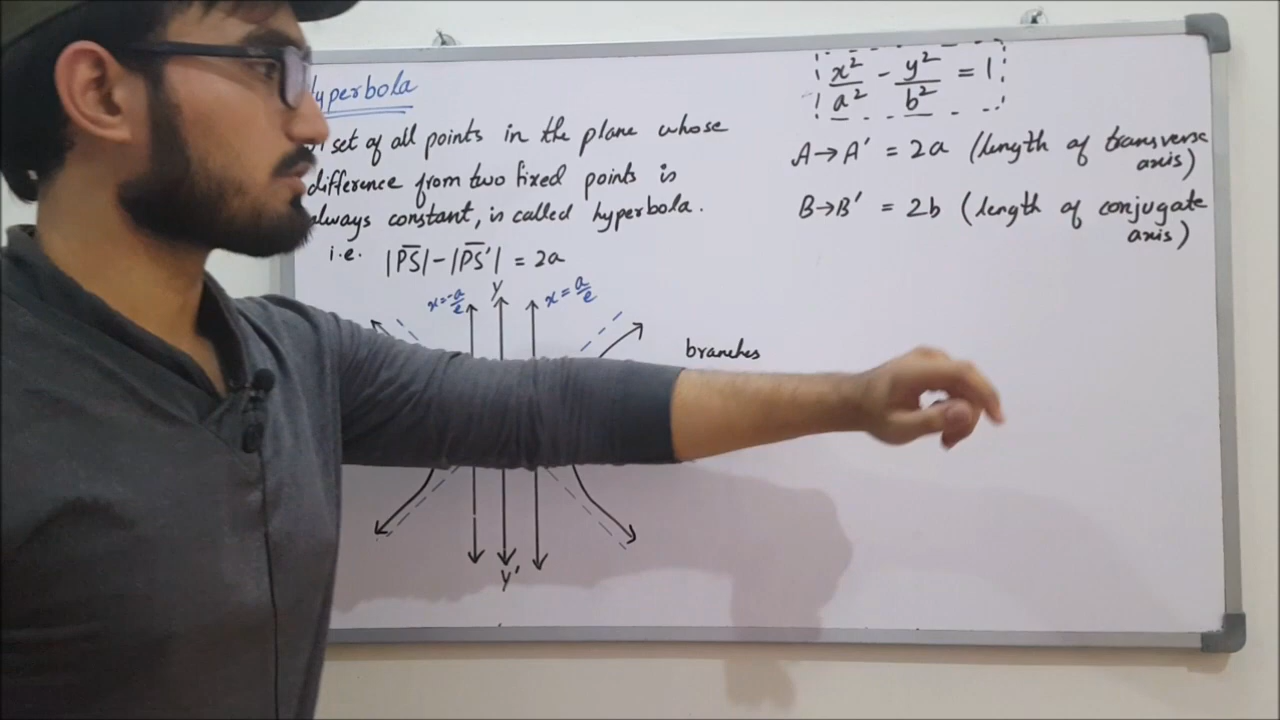 yperbola
set of all points in the plane whose
difference from two fixed points is
always constant, is called hyperbola.
i.e. |PS| - |PS'| = 2a
x²/a² - y²/b² = 1
A→A' = 2a (length of transverse
axis)
B→B' = 2b (length of conjugate
axis)
x=-a/e y x=a/e
branches
y'